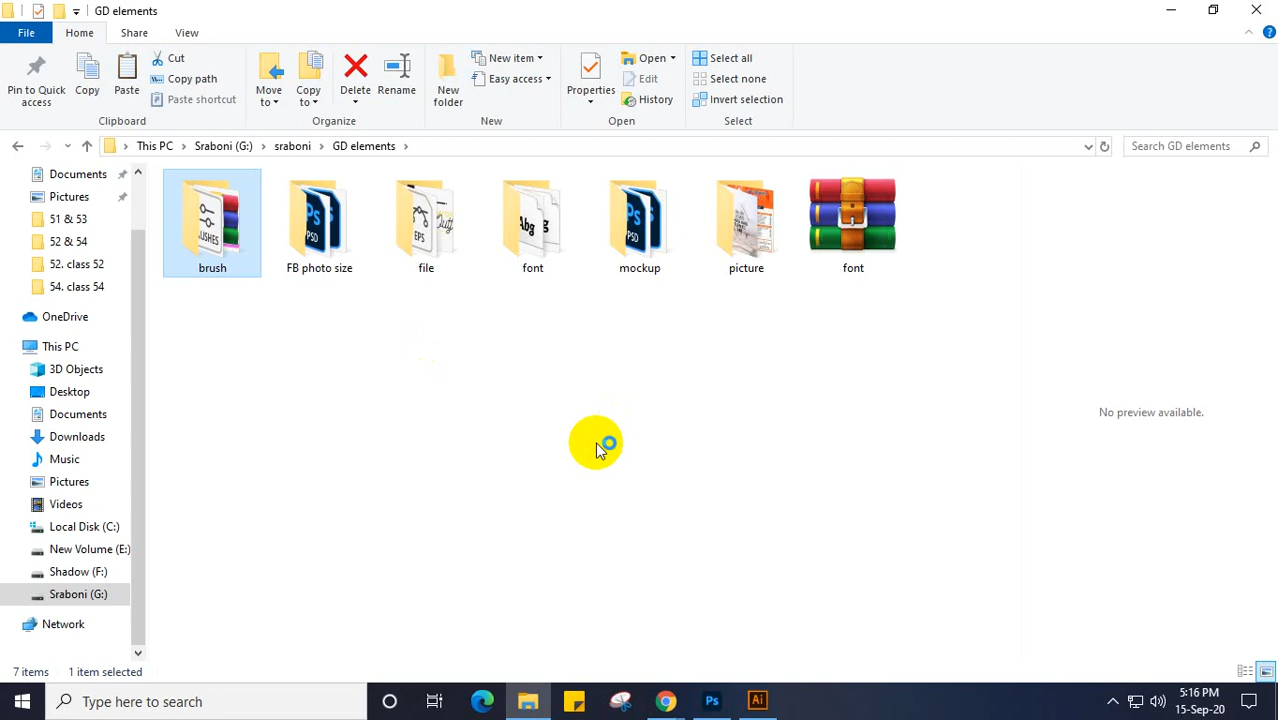 GD elements
File Home Share View
Pin to Quick access
Copy
Paste
Cut
Copy path
Paste shortcut
Clipboard
Move to
Copy to
Delete
Rename
Organize
New folder
New item
Easy access
New
Properties
Open
Edit
History
Open
Select all
Select none
Invert selection
Select
This PC > Sraboni (G:) > sraboni > GD elements >
Search GD elements
Documents
Pictures
51 & 53
52 & 54
52. class 52
54. class 54
OneDrive
This PC
3D Objects
Desktop
Documents
Downloads
Music
Pictures
Videos
Local Disk (C:)
New Volume (E:)
Shadow (F:)
Sraboni (G:)
Network
brush
FB photo size
file
font
mockup
picture
font
No preview available.
7 items 1 item selected
Type here to search
Ps
Ai
5:16 PM
15-Sep-20